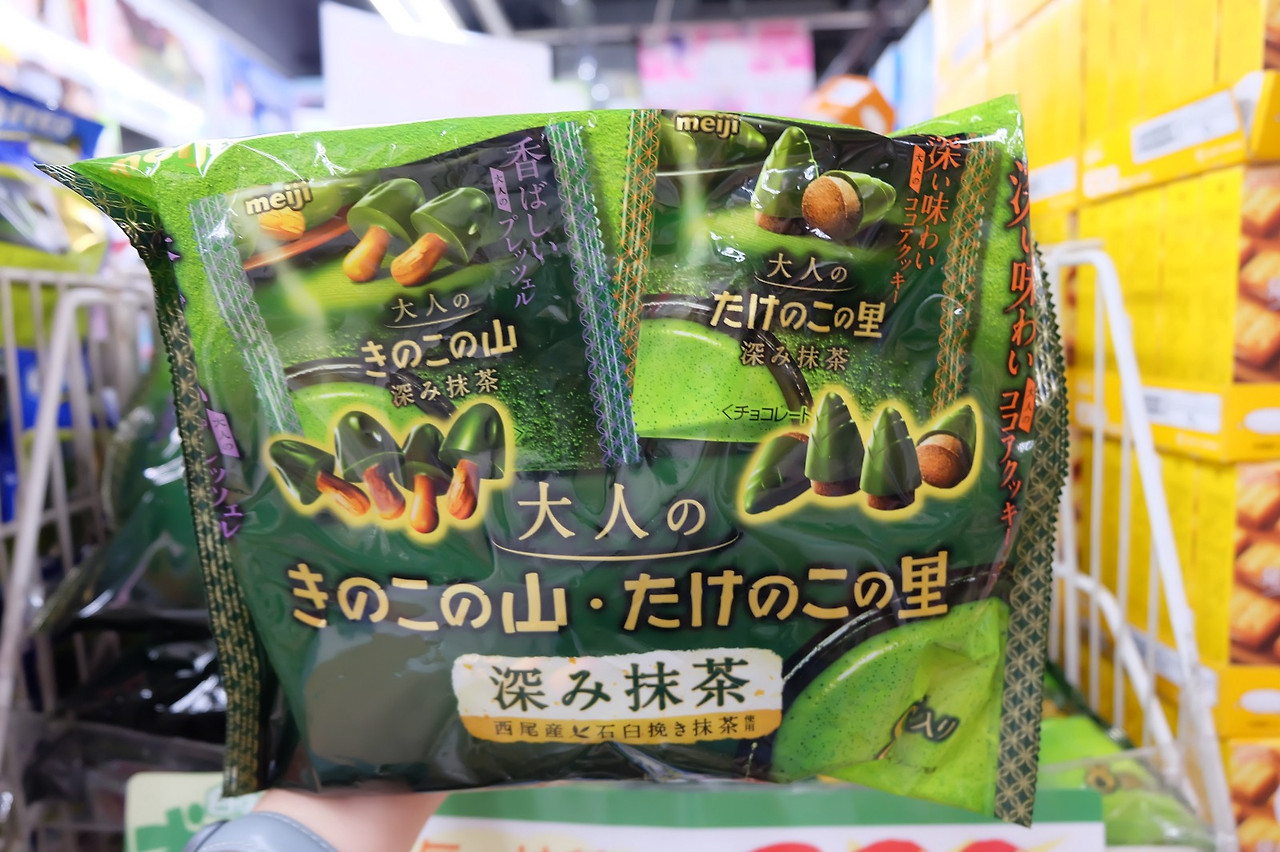 meiji
香ばしい
大人の
プレッツェル
大人の
きのこの山
深み抹茶
meiji
深い味わい
大人の
ココアクッキー
大人の
たけのこの里
深み抹茶
<チョコレート
深い味わい
大人の
ココアクッキー
大人の
きのこの山・たけのこの里
深み抹茶
西尾産と石臼挽き抹茶使用